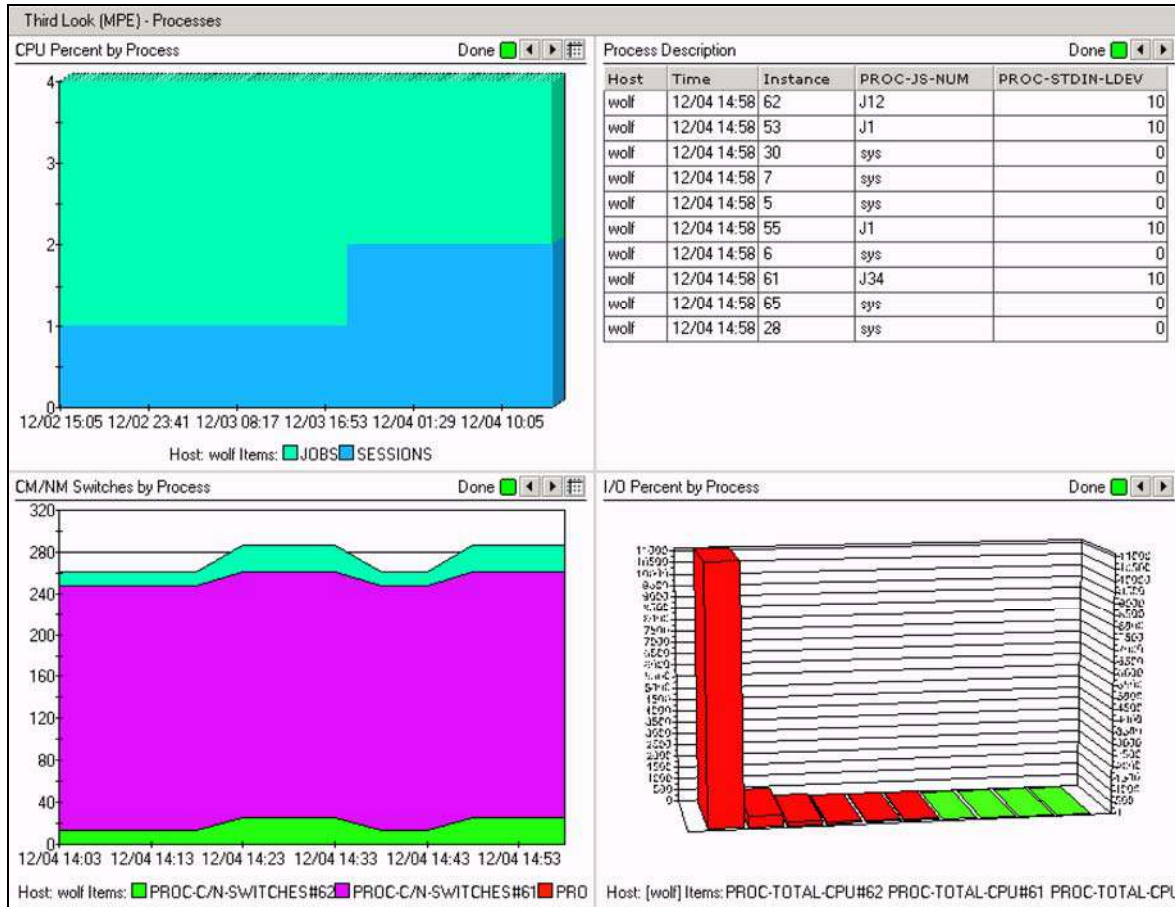 Third Look (MPE) - Processes
CPU Percent by Process Done
4
3
2
1
0
12/02 15:05 12/02 23:41 12/03 08:17 12/03 16:53 12/04 01:29 12/04 10:05
Host: wolf Items: JOBS SESSIONS
Process Description Done
Host Time Instance PROC-JS-NUM PROC-STDIN-LDEV
wolf 12/04 14:58 62 J12 10
wolf 12/04 14:58 53 J1 10
wolf 12/04 14:58 30 sys 0
wolf 12/04 14:58 7 sys 0
wolf 12/04 14:58 5 sys 0
wolf 12/04 14:58 55 J1 10
wolf 12/04 14:58 6 sys 0
wolf 12/04 14:58 61 J34 10
wolf 12/04 14:58 65 sys 0
wolf 12/04 14:58 28 sys 0
CM/NM Switches by Process Done
320
280
240
200
160
120
80
40
0
12/04 14:03 12/04 14:13 12/04 14:23 12/04 14:33 12/04 14:43 12/04 14:53
Host: wolf Items: PROC-C/N-SWITCHES#62 PROC-C/N-SWITCHES#61 PRO
I/O Percent by Process Done
Host: [wolf] Items: PROC-TOTAL-CPU#62 PROC-TOTAL-CPU#61 PROC-TOTAL-CPU